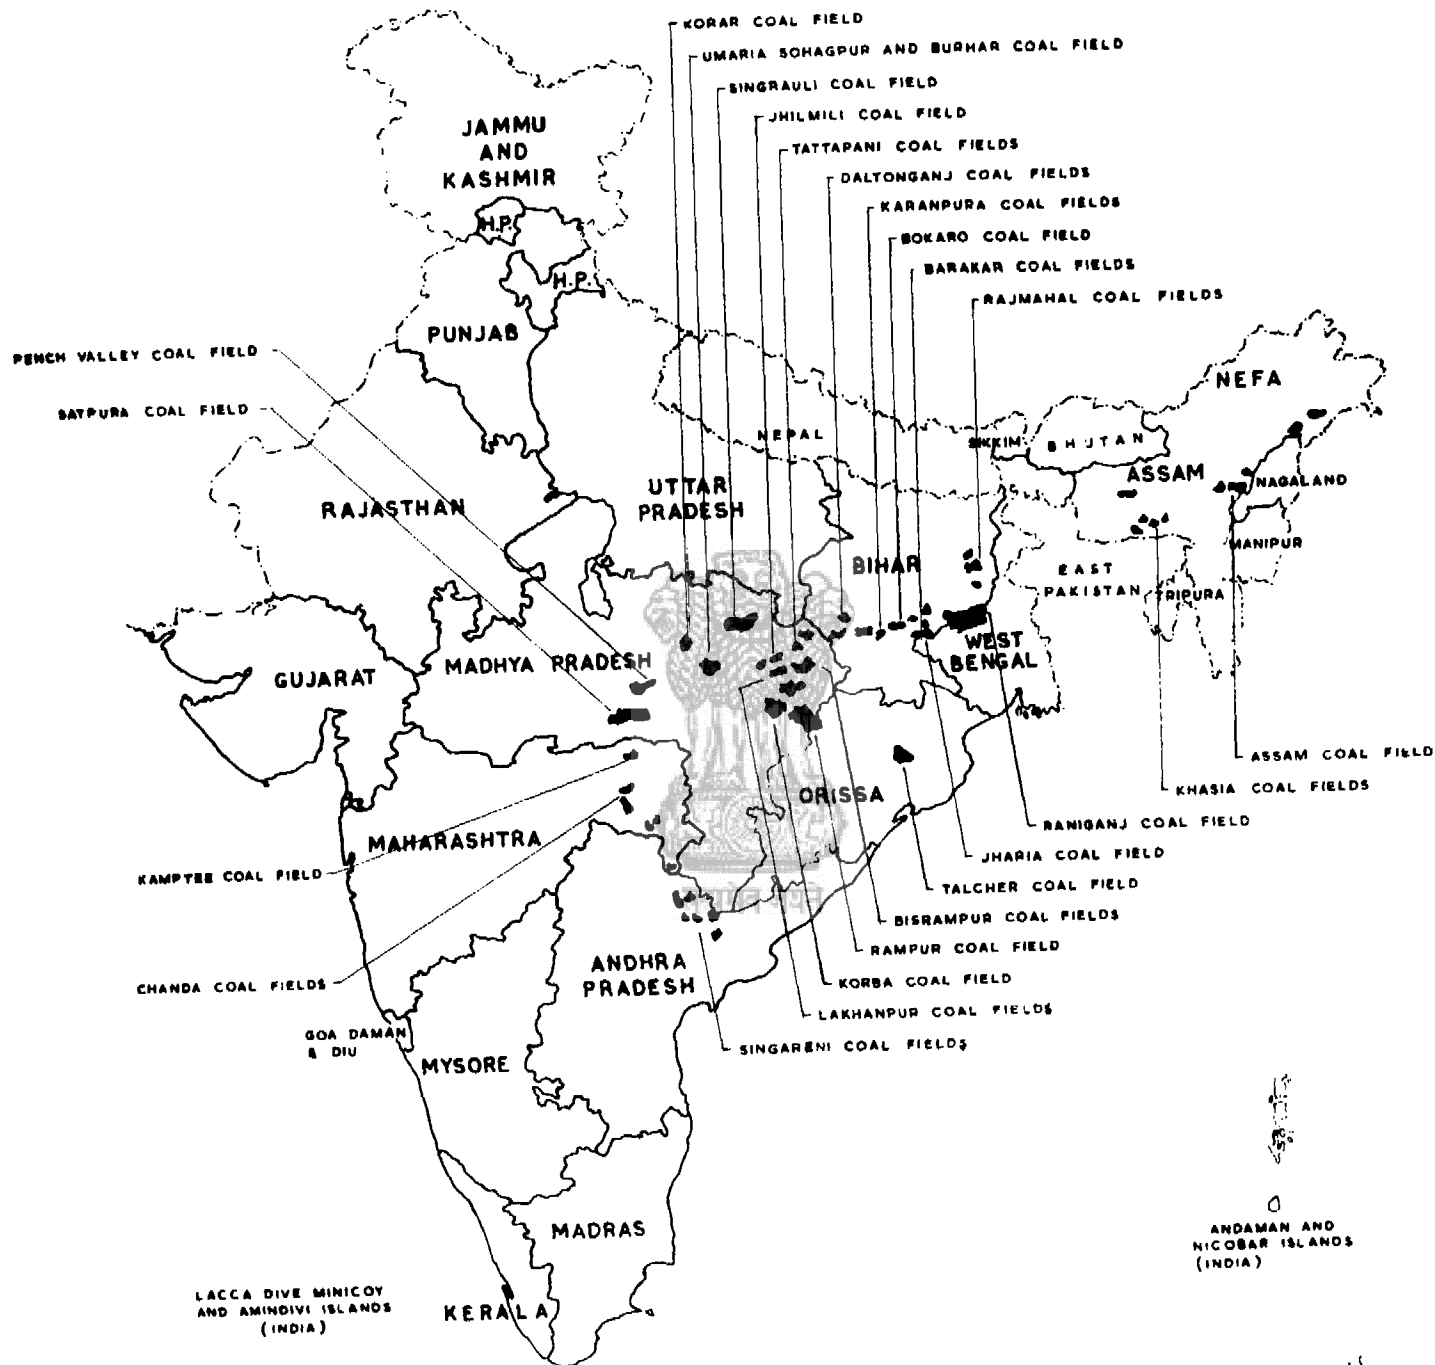 KORAR COAL FIELD
UMARIA SOHAGPUR AND BURHAR COAL FIELD
SINGRAULI COAL FIELD
JHILMILI COAL FIELD
TATTAPANI COAL FIELDS
DALTONGANJ COAL FIELDS
KARANPURA COAL FIELDS
BOKARO COAL FIELD
BARAKAR COAL FIELDS
RAJMAHAL COAL FIELDS
JAMMU
AND
KASHMIR
H.P.
H.P.
PUNJAB
PENCH VALLEY COAL FIELD
SATPURA COAL FIELD
NEFA
NEPAL
SIKKIM
BHUTAN
ASSAM
NAGALAND
RAJASTHAN
UTTAR
PRADESH
MANIPUR
BIHAR
EAST
PAKISTAN
TRIPURA
WEST
BENGAL
MADHYA PRADESH
GUJARAT
ASSAM COAL FIELD
KHASIA COAL FIELDS
ORISSA
RANIGANJ COAL FIELD
MAHARASHTRA
JHARIA COAL FIELD
KAMPTEE COAL FIELD
TALCHER COAL FIELD
BISRAMPUR COAL FIELDS
RAMPUR COAL FIELD
ANDHRA
PRADESH
CHANDA COAL FIELDS
KORBA COAL FIELD
LAKHANPUR COAL FIELDS
GOA DAMAN
& DIU
SINGARENI COAL FIELDS
MYSORE
MADRAS
ANDAMAN AND
NICOBAR ISLANDS
(INDIA)
LACCA DIVE MINICOY
AND AMINDIVI ISLANDS
(INDIA)
KERALA